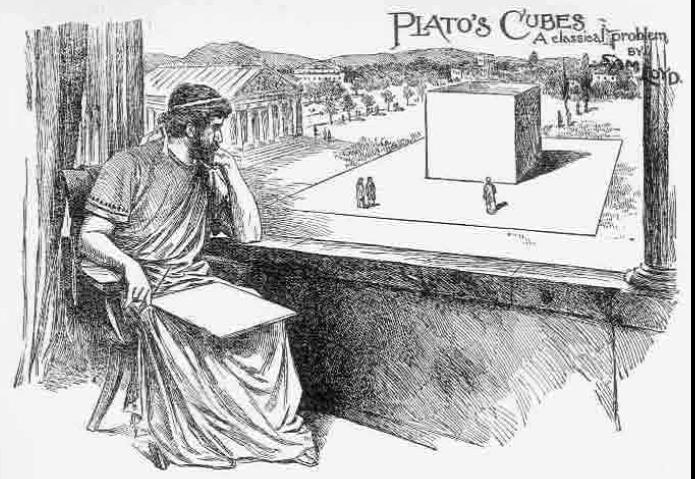 PLATO'S CUBES
A classical problem
BY
SAM LOYD.